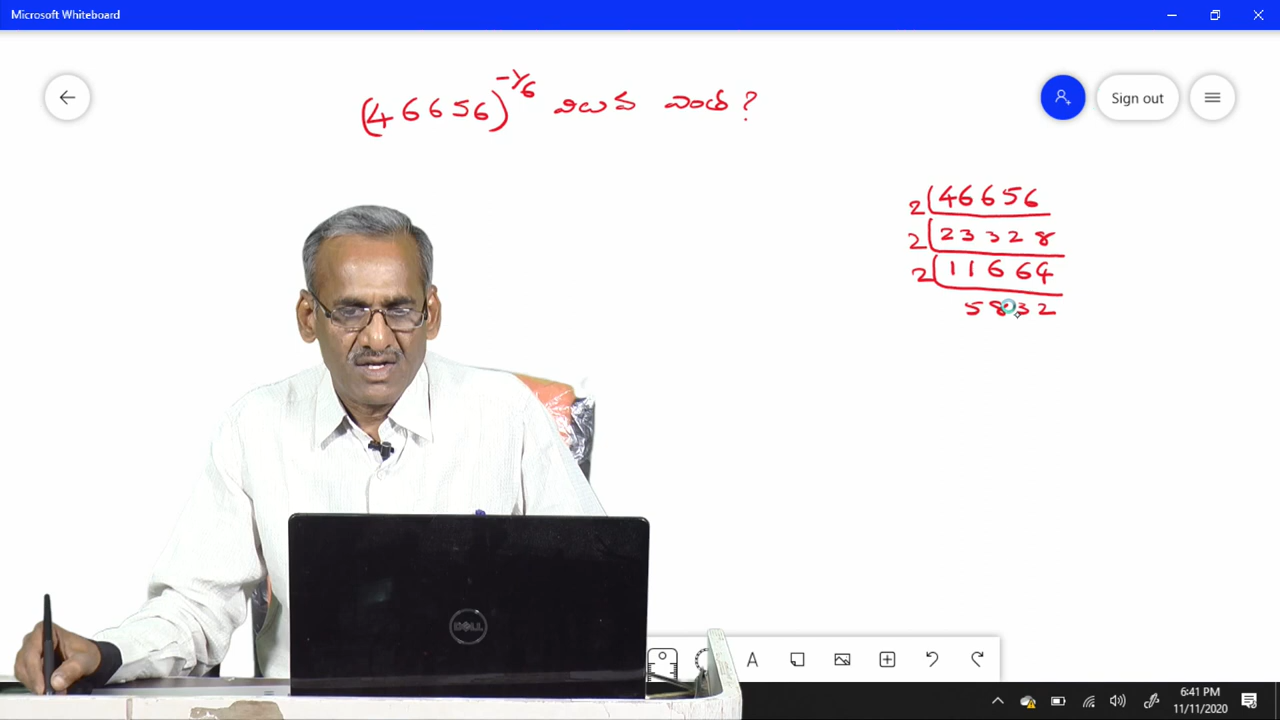 Microsoft Whiteboard
(46656)^-1/6 విలువ ఎంత ?
Sign out
2 46656
2 23328
2 11664
5832
DELL
A
6:41 PM
11/11/2020